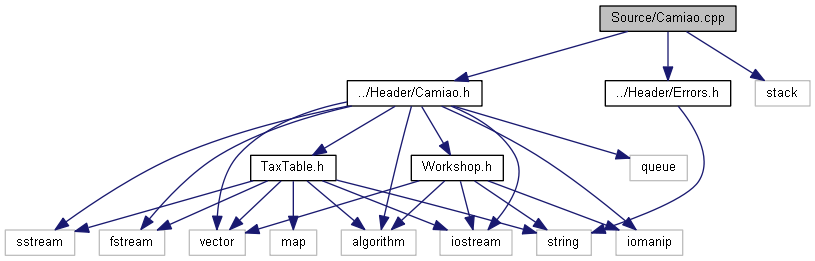 Source/Camiao.cpp
../Header/Camiao.h
../Header/Errors.h
stack
TaxTable.h
Workshop.h
queue
sstream
fstream
vector
map
algorithm
iostream
string
iomanip